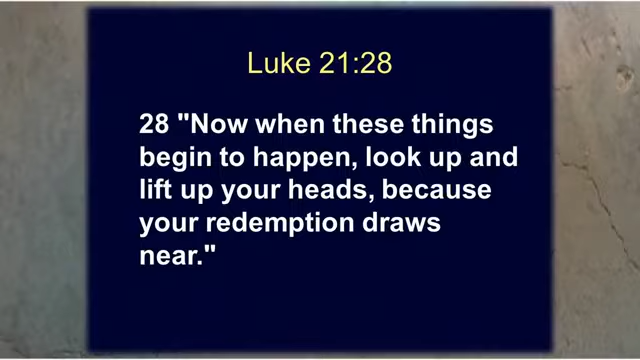 Luke 21:28
28 "Now when these things
begin to happen, look up and
lift up your heads, because
your redemption draws
near."